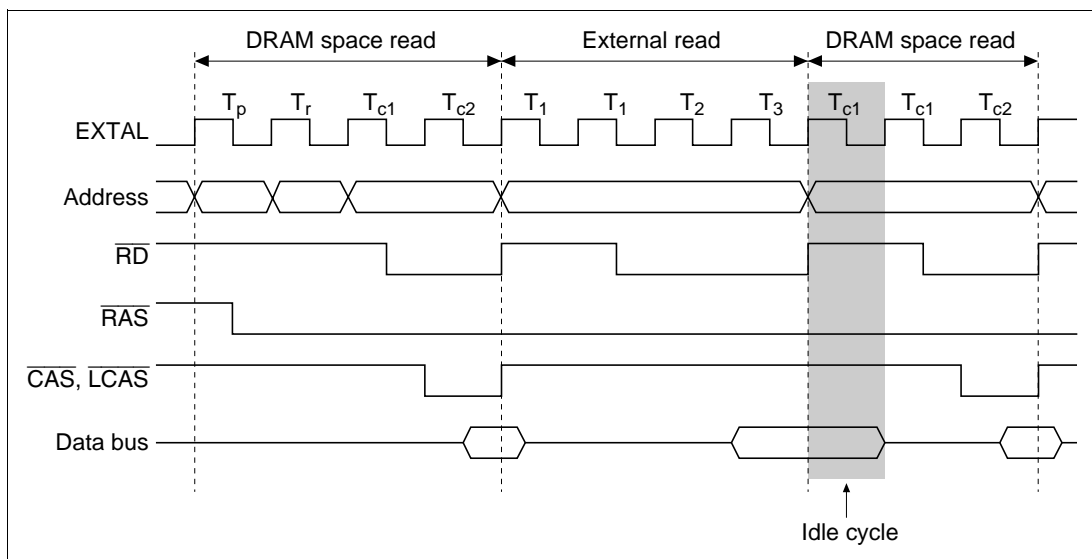 DRAM space read External read DRAM space read
Tp Tr Tc1 Tc2 T1 T1 T2 T3 Tc1 Tc1 Tc2
EXTAL
Address
RD
RAS
CAS, LCAS
Data bus
Idle cycle